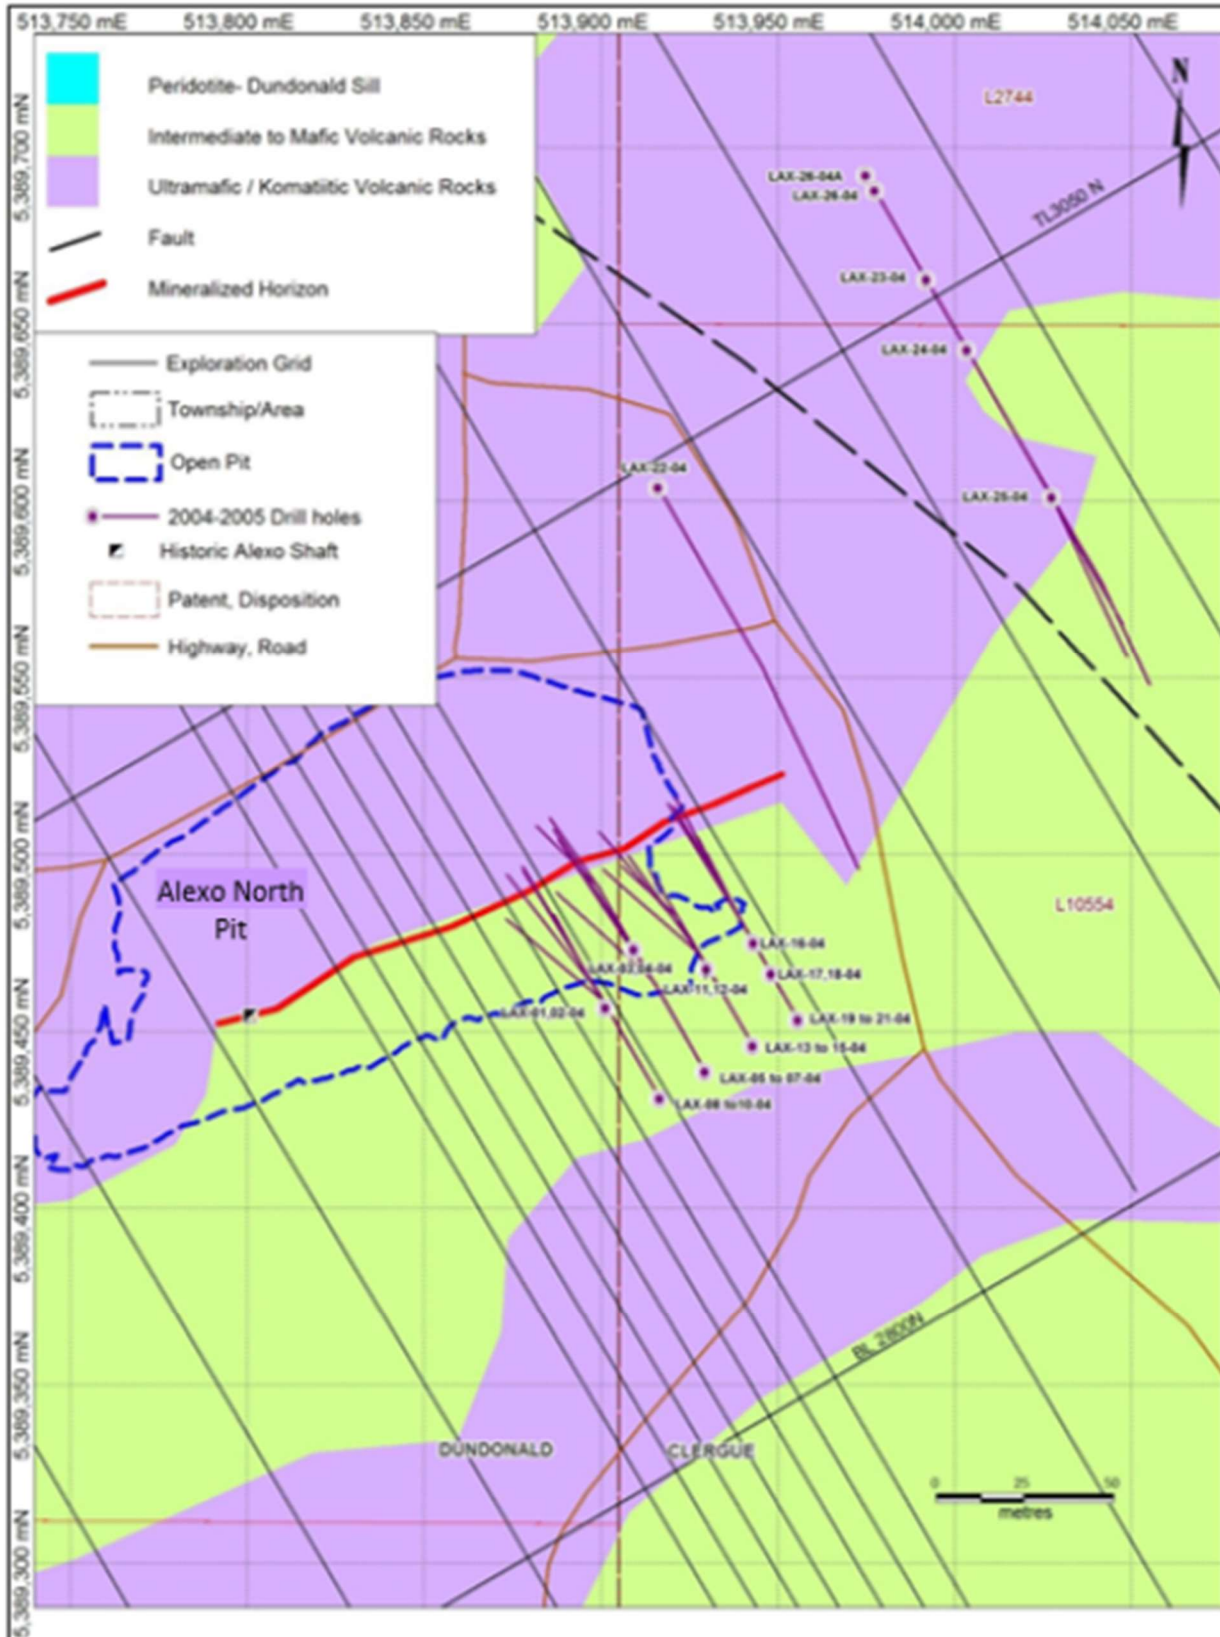 513,750 mE 513,800 mE 513,850 mE 513,900 mE 513,950 mE 514,000 mE 514,050 mE
Peridotite- Dundonald Sill
Intermediate to Mafic Volcanic Rocks
Ultramafic / Komatiitic Volcanic Rocks
Fault
Mineralized Horizon
Exploration Grid
Township/Area
Open Pit
2004-2005 Drill holes
Historic Alexo Shaft
Patent, Disposition
Highway, Road
N
L2744
TL3050 N
LAX-26-04A
LAX-26-04
LAX-23-04
LAX-24-04
LAX-22-04
LAX-25-04
L10554
Alexo North
Pit
LAX-16-04
LAX-03,04-04
LAX-17,18-04
LAX-11,12-04
LAX-01,02-04
LAX-19 to 21-04
LAX-13 to 15-04
LAX-05 to 07-04
LAX-08 to10-04
BL 2800N
DUNDONALD
CLERGUE
0 25 50
metres
5,389,700 mN
5,389,650 mN
5,389,600 mN
5,389,550 mN
5,389,500 mN
5,389,450 mN
5,389,400 mN
5,389,350 mN
5,389,300 mN